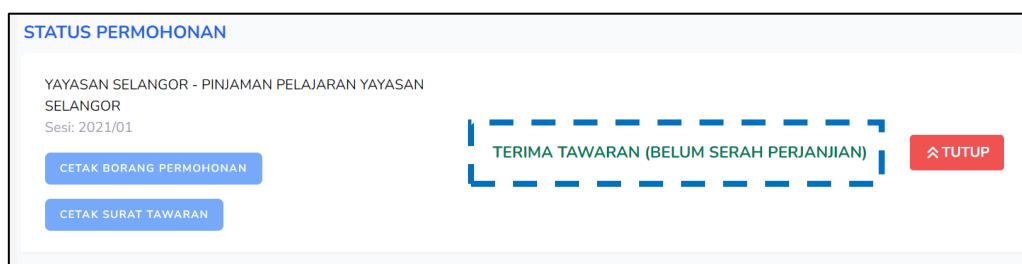 STATUS PERMOHONAN
YAYASAN SELANGOR - PINJAMAN PELAJARAN YAYASAN
SELANGOR
Sesi: 2021/01
TERIMA TAWARAN (BELUM SERAH PERJANJIAN)
TUTUP
CETAK BORANG PERMOHONAN
CETAK SURAT TAWARAN